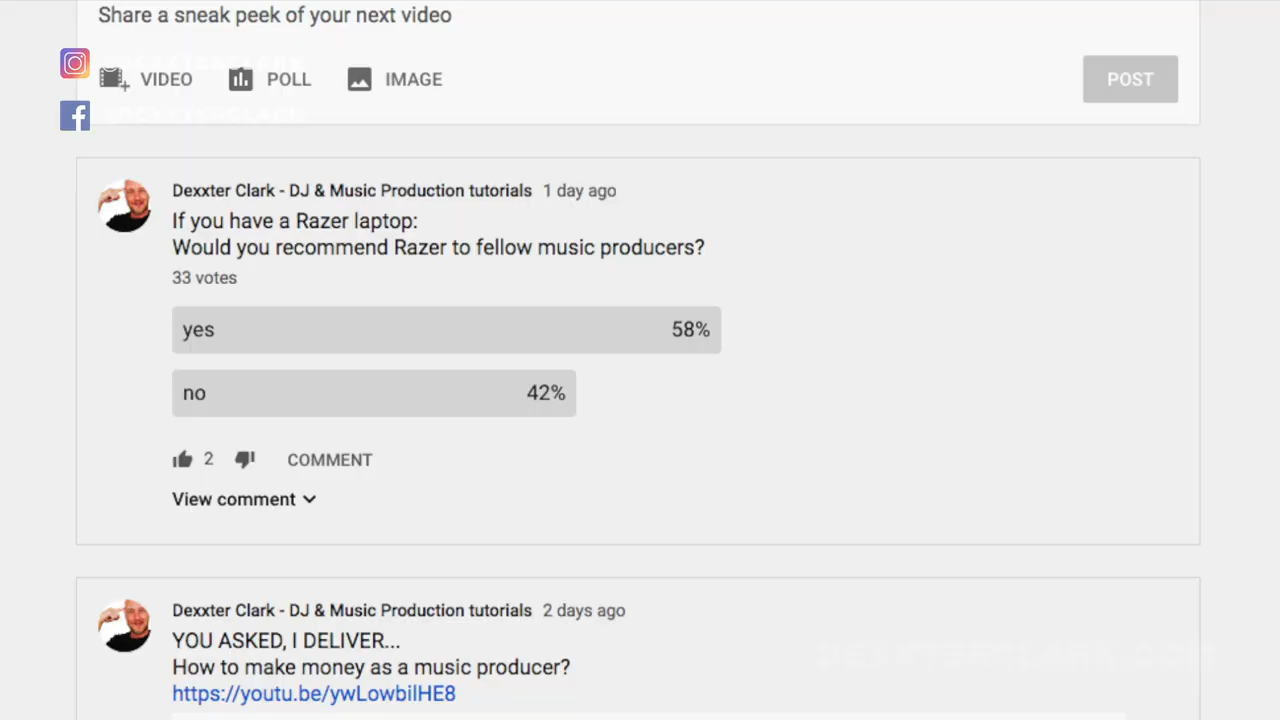 Share a sneak peek of your next video
VIDEO POLL IMAGE POST
Dexxter Clark - DJ & Music Production tutorials 1 day ago
If you have a Razer laptop:
Would you recommend Razer to fellow music producers?
33 votes
yes 58%
no 42%
2 COMMENT
View comment
Dexxter Clark - DJ & Music Production tutorials 2 days ago
YOU ASKED, I DELIVER...
How to make money as a music producer?
https://youtu.be/ywLowbilHE8